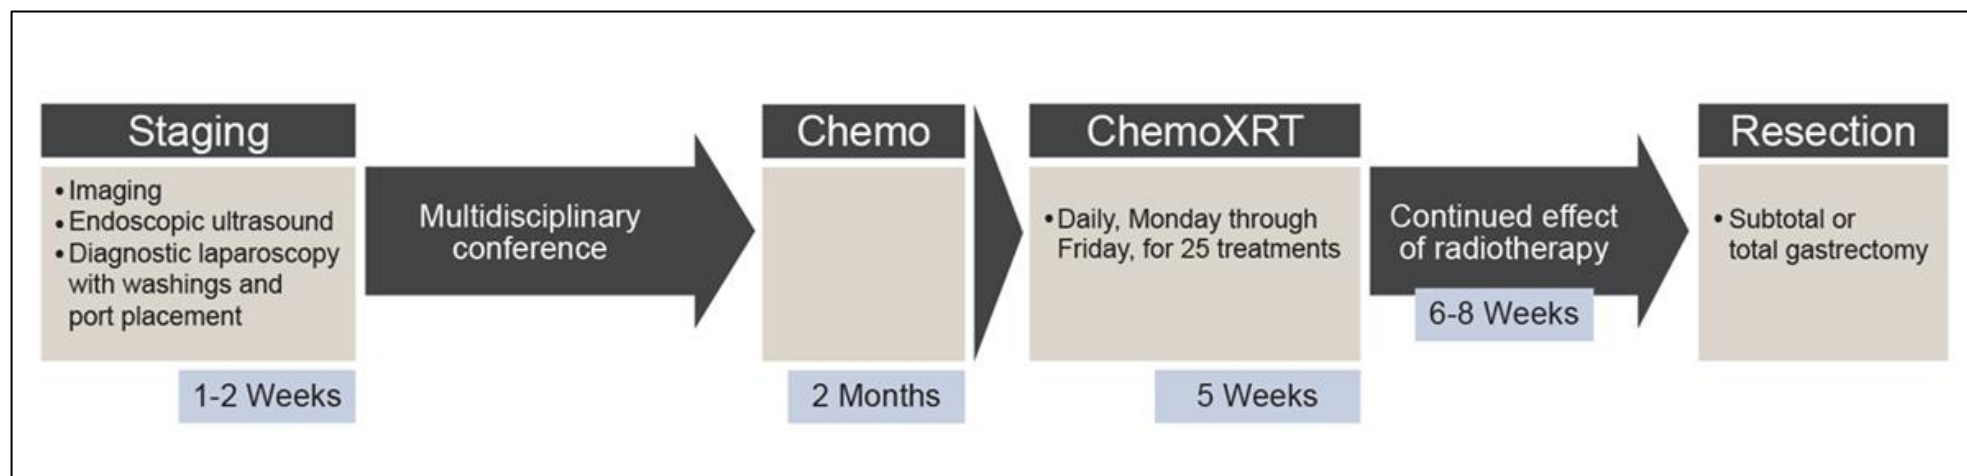 Staging
• Imaging
• Endoscopic ultrasound
• Diagnostic laparoscopy
with washings and
port placement
1-2 Weeks
Multidisciplinary
conference
Chemo
2 Months
ChemoXRT
• Daily, Monday through
Friday, for 25 treatments
5 Weeks
Continued effect
of radiotherapy
6-8 Weeks
Resection
• Subtotal or
total gastrectomy